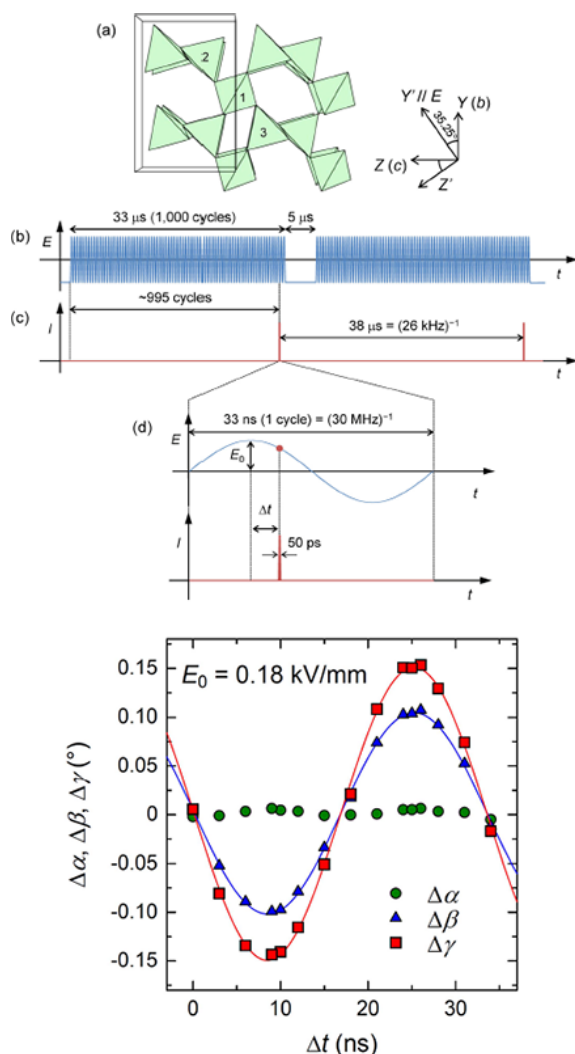 (a)
2
1
3
Y' // E
35.25°
Y (b)
Z (c)
Z'
33 μs (1,000 cycles)
5 μs
(b)
E
t
~995 cycles
(c)
I
38 μs = (26 kHz)⁻¹
t
33 ns (1 cycle) = (30 MHz)⁻¹
(d)
E
E₀
t
Δt
I
50 ps
t
E₀ = 0.18 kV/mm
0.15
0.10
0.05
0
-0.05
-0.10
-0.15
Δα, Δβ, Δγ (°)
Δα
Δβ
Δγ
0 10 20 30
Δt (ns)